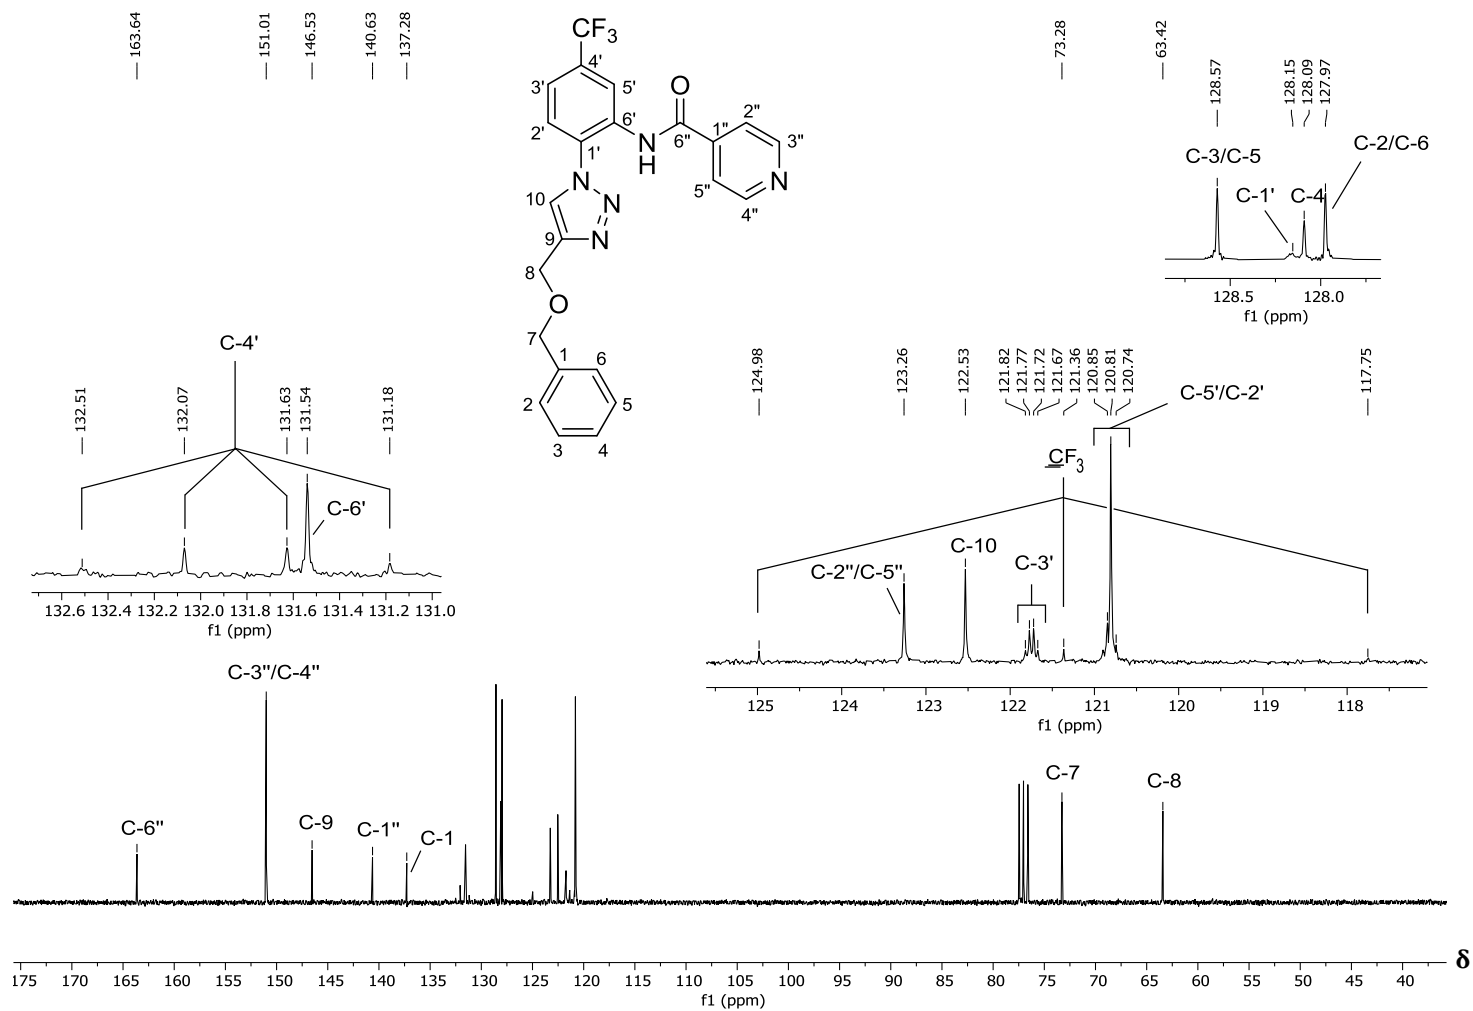 163.64
151.01
146.53
140.63
137.28
73.28
63.42
CF3
4'
3'
5'
2'
6'
1'
O
N
H
6''
1''
2''
3''
N
5''
4''
10
N
N
N
9
8
O
7
1
6
2
5
3
4
128.57
128.15
128.09
127.97
C-3/C-5
C-1'
C-4
C-2/C-6
128.5
128.0
f1 (ppm)
C-4'
132.51
132.07
131.63
131.54
131.18
C-6'
132.6 132.4 132.2 132.0 131.8 131.6 131.4 131.2 131.0
f1 (ppm)
124.98
123.26
122.53
121.82
121.77
121.72
121.67
121.36
120.85
120.81
120.74
117.75
C-5'/C-2'
CF3
C-10
C-3'
C-2''/C-5''
125 124 123 122 121 120 119 118
f1 (ppm)
C-3''/C-4''
C-6''
C-9
C-1''
C-1
C-7
C-8
175 170 165 160 155 150 145 140 135 130 125 120 115 110 105 100 95 90 85 80 75 70 65 60 55 50 45 40
f1 (ppm)
δ